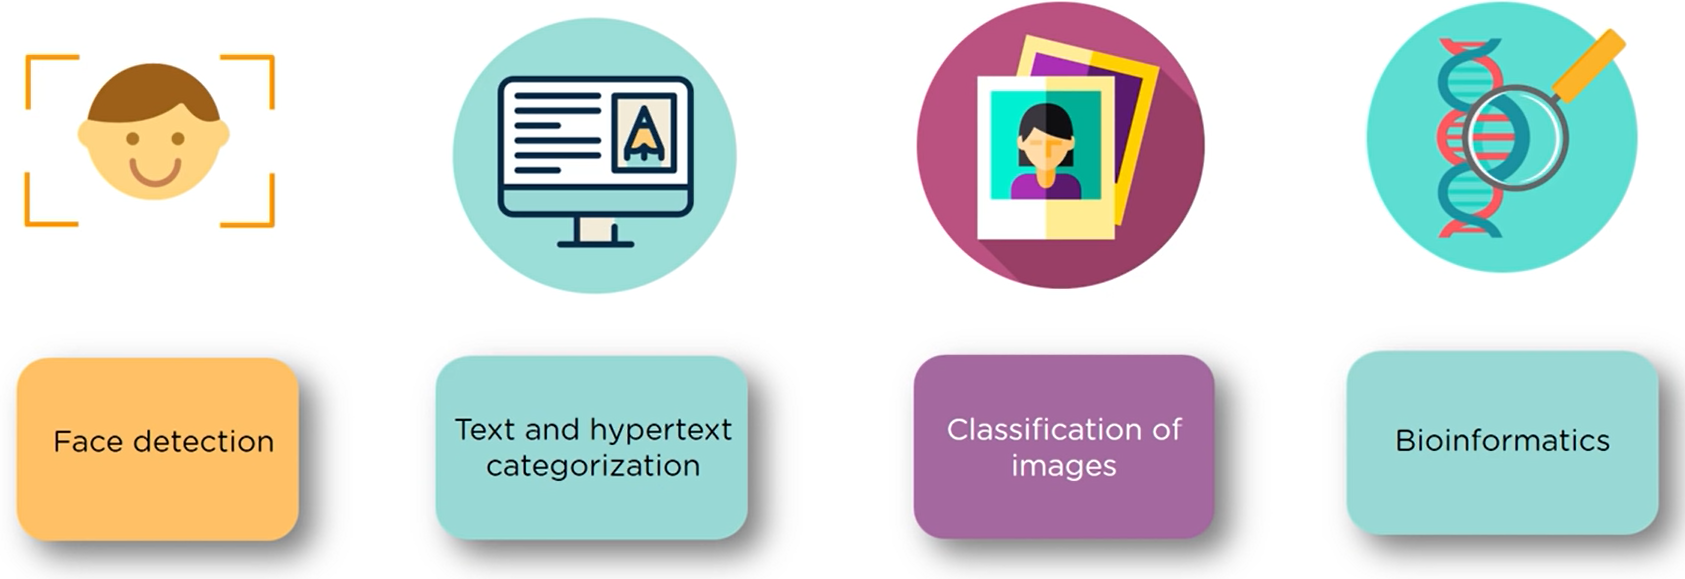 Face detection
Text and hypertext
categorization
Classification of
images
Bioinformatics